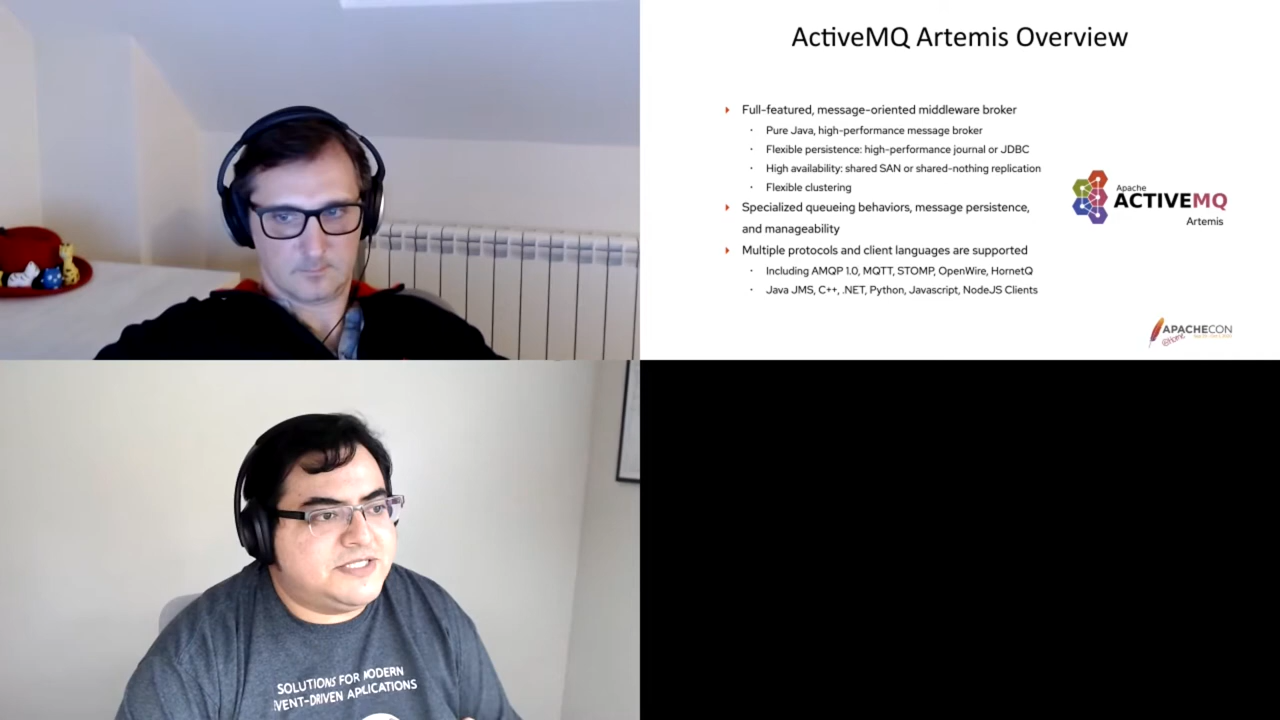 ActiveMQ Artemis Overview
Full-featured, message-oriented middleware broker
Pure Java, high-performance message broker
Flexible persistence: high-performance journal or JDBC
High availability: shared SAN or shared-nothing replication
Flexible clustering
Specialized queueing behaviors, message persistence,
and manageability
Multiple protocols and client languages are supported
Including AMQP 1.0, MQTT, STOMP, OpenWire, HornetQ
Java JMS, C++, .NET, Python, Javascript, NodeJS Clients
Apache
ACTIVEMQ
Artemis
APACHECON
@Home
SOLUTIONS FOR MODERN
EVENT-DRIVEN APPLICATIONS